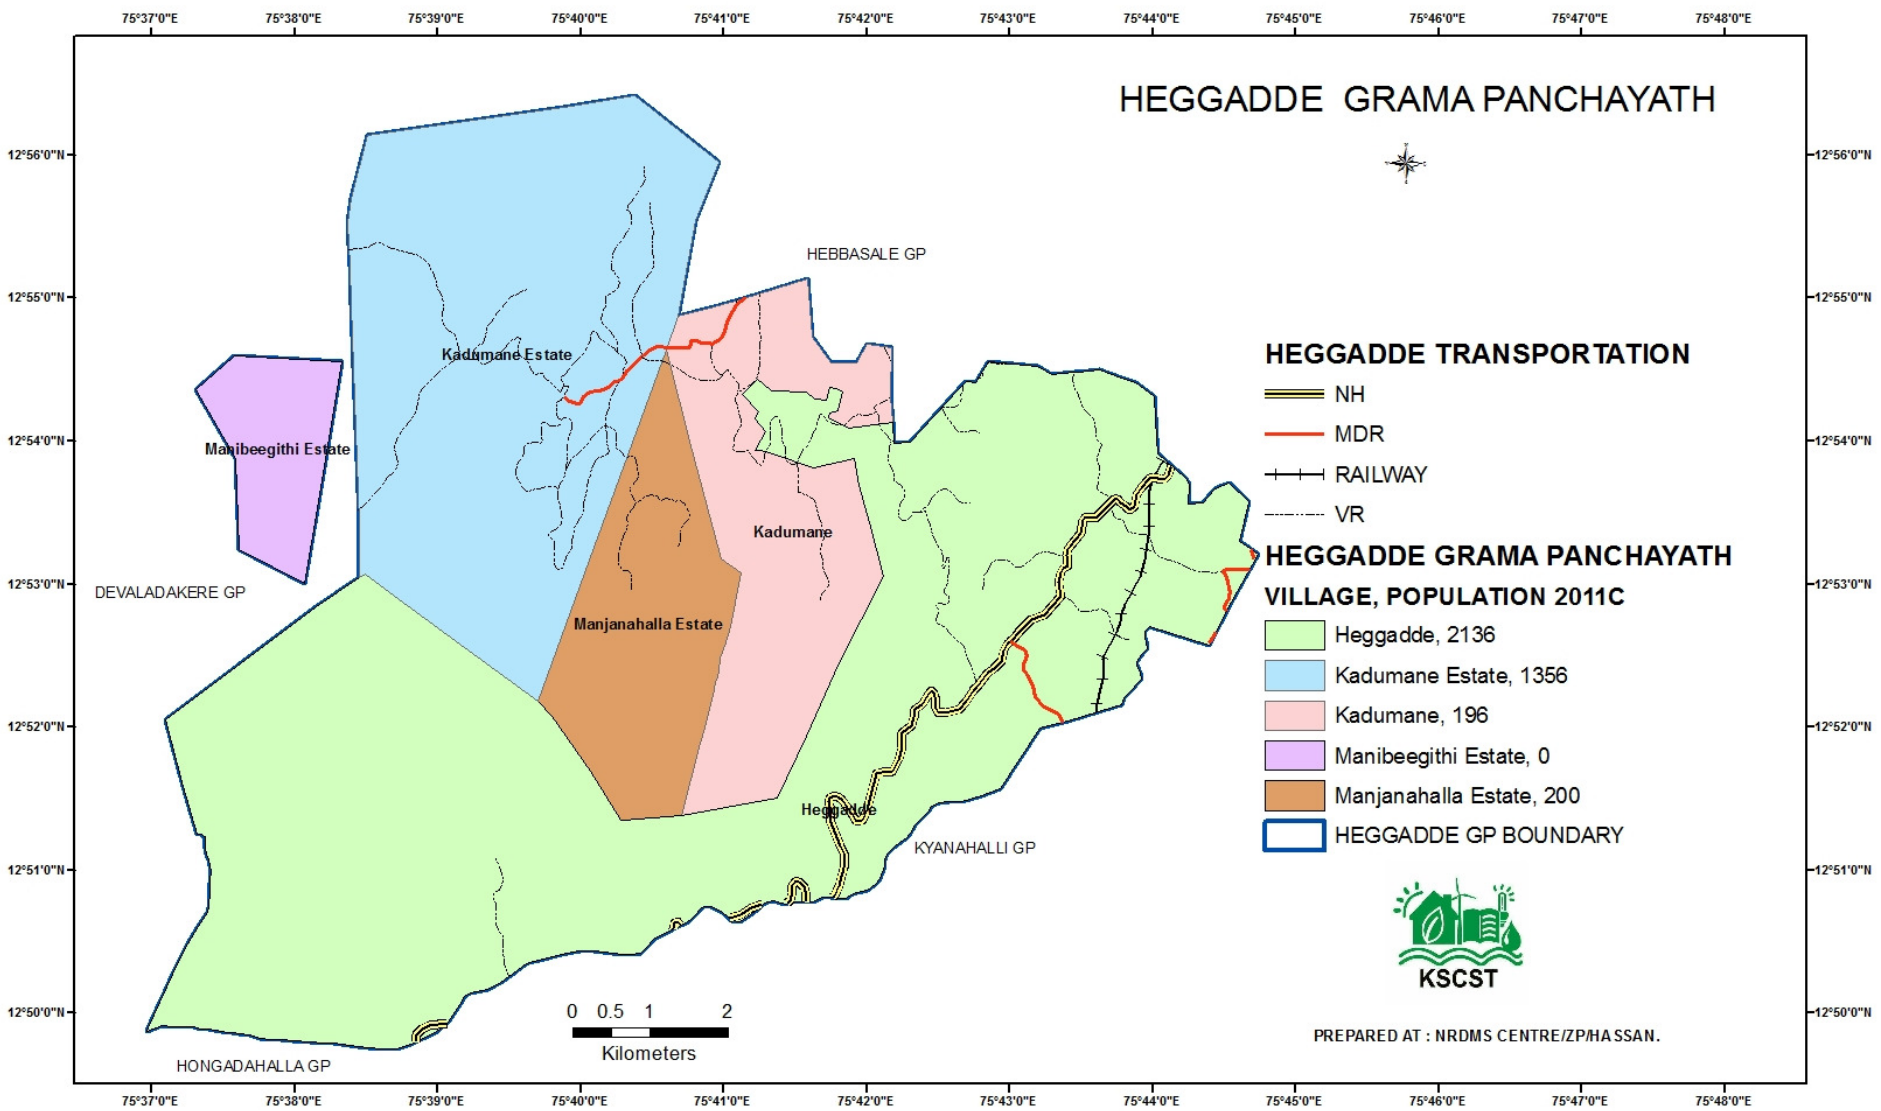 75°37'0"E 75°38'0"E 75°39'0"E 75°40'0"E 75°41'0"E 75°42'0"E 75°43'0"E 75°44'0"E 75°45'0"E 75°46'0"E 75°47'0"E 75°48'0"E
HEGGADDE GRAMA PANCHAYATH
12°56'0"N 12°56'0"N
HEBBASALE GP
12°55'0"N 12°55'0"N
Kadumane Estate
HEGGADDE TRANSPORTATION
NH
MDR
12°54'0"N 12°54'0"N
Manibeegithi Estate
RAILWAY
VR
Kadumane
HEGGADDE GRAMA PANCHAYATH
12°53'0"N 12°53'0"N
DEVALADAKERE GP
VILLAGE, POPULATION 2011C
Manjanahalla Estate
Heggadde, 2136
Kadumane Estate, 1356
Kadumane, 196
12°52'0"N 12°52'0"N
Manibeegithi Estate, 0
Manjanahalla Estate, 200
Heggadde
HEGGADDE GP BOUNDARY
KYANAHALLI GP
12°51'0"N 12°51'0"N
KSCST
12°50'0"N 12°50'0"N
0 0.5 1 2
Kilometers
PREPARED AT : NRDMS CENTRE/ZP/HASSAN.
HONGADAHALLA GP
75°37'0"E 75°38'0"E 75°39'0"E 75°40'0"E 75°41'0"E 75°42'0"E 75°43'0"E 75°44'0"E 75°45'0"E 75°46'0"E 75°47'0"E 75°48'0"E